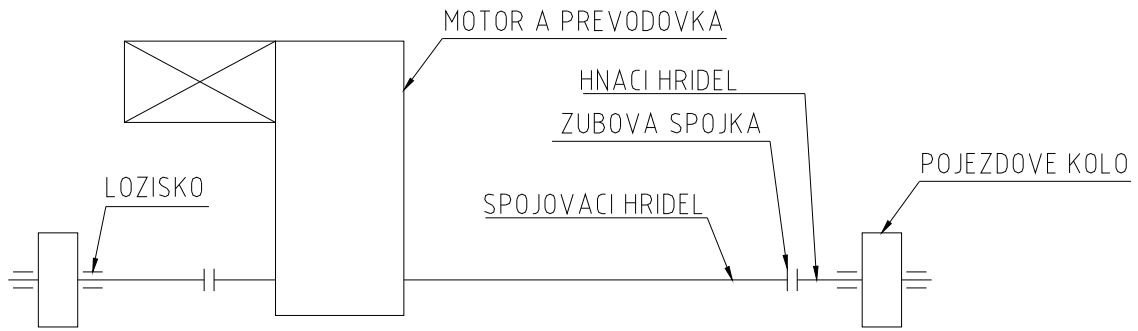 MOTOR A PREVODOVKA
HNACI HRIDEL
ZUBOVA SPOJKA
POJEZDOVE KOLO
LOZISKO
SPOJOVACI HRIDEL